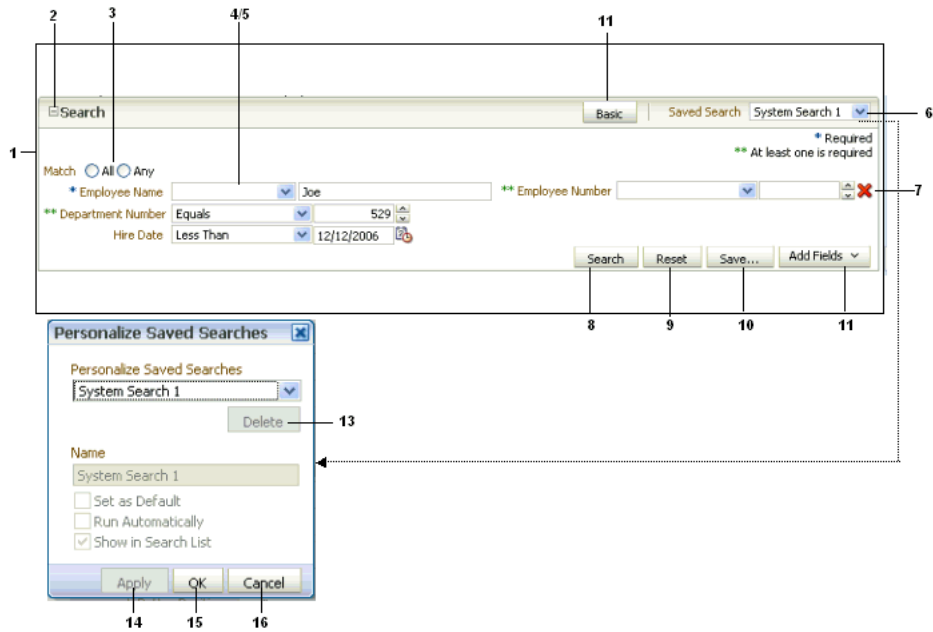 2
3
4/5
11
Search
Basic
Saved Search
System Search 1
6
* Required
** At least one is required
1
Match All Any
* Employee Name
Joe
** Employee Number
7
** Department Number
Equals
529
Hire Date
Less Than
12/12/2006
Search
Reset
Save...
Add Fields
8
9
10
11
Personalize Saved Searches
Personalize Saved Searches
System Search 1
Delete
13
Name
System Search 1
Set as Default
Run Automatically
Show in Search List
Apply
OK
Cancel
14
15
16